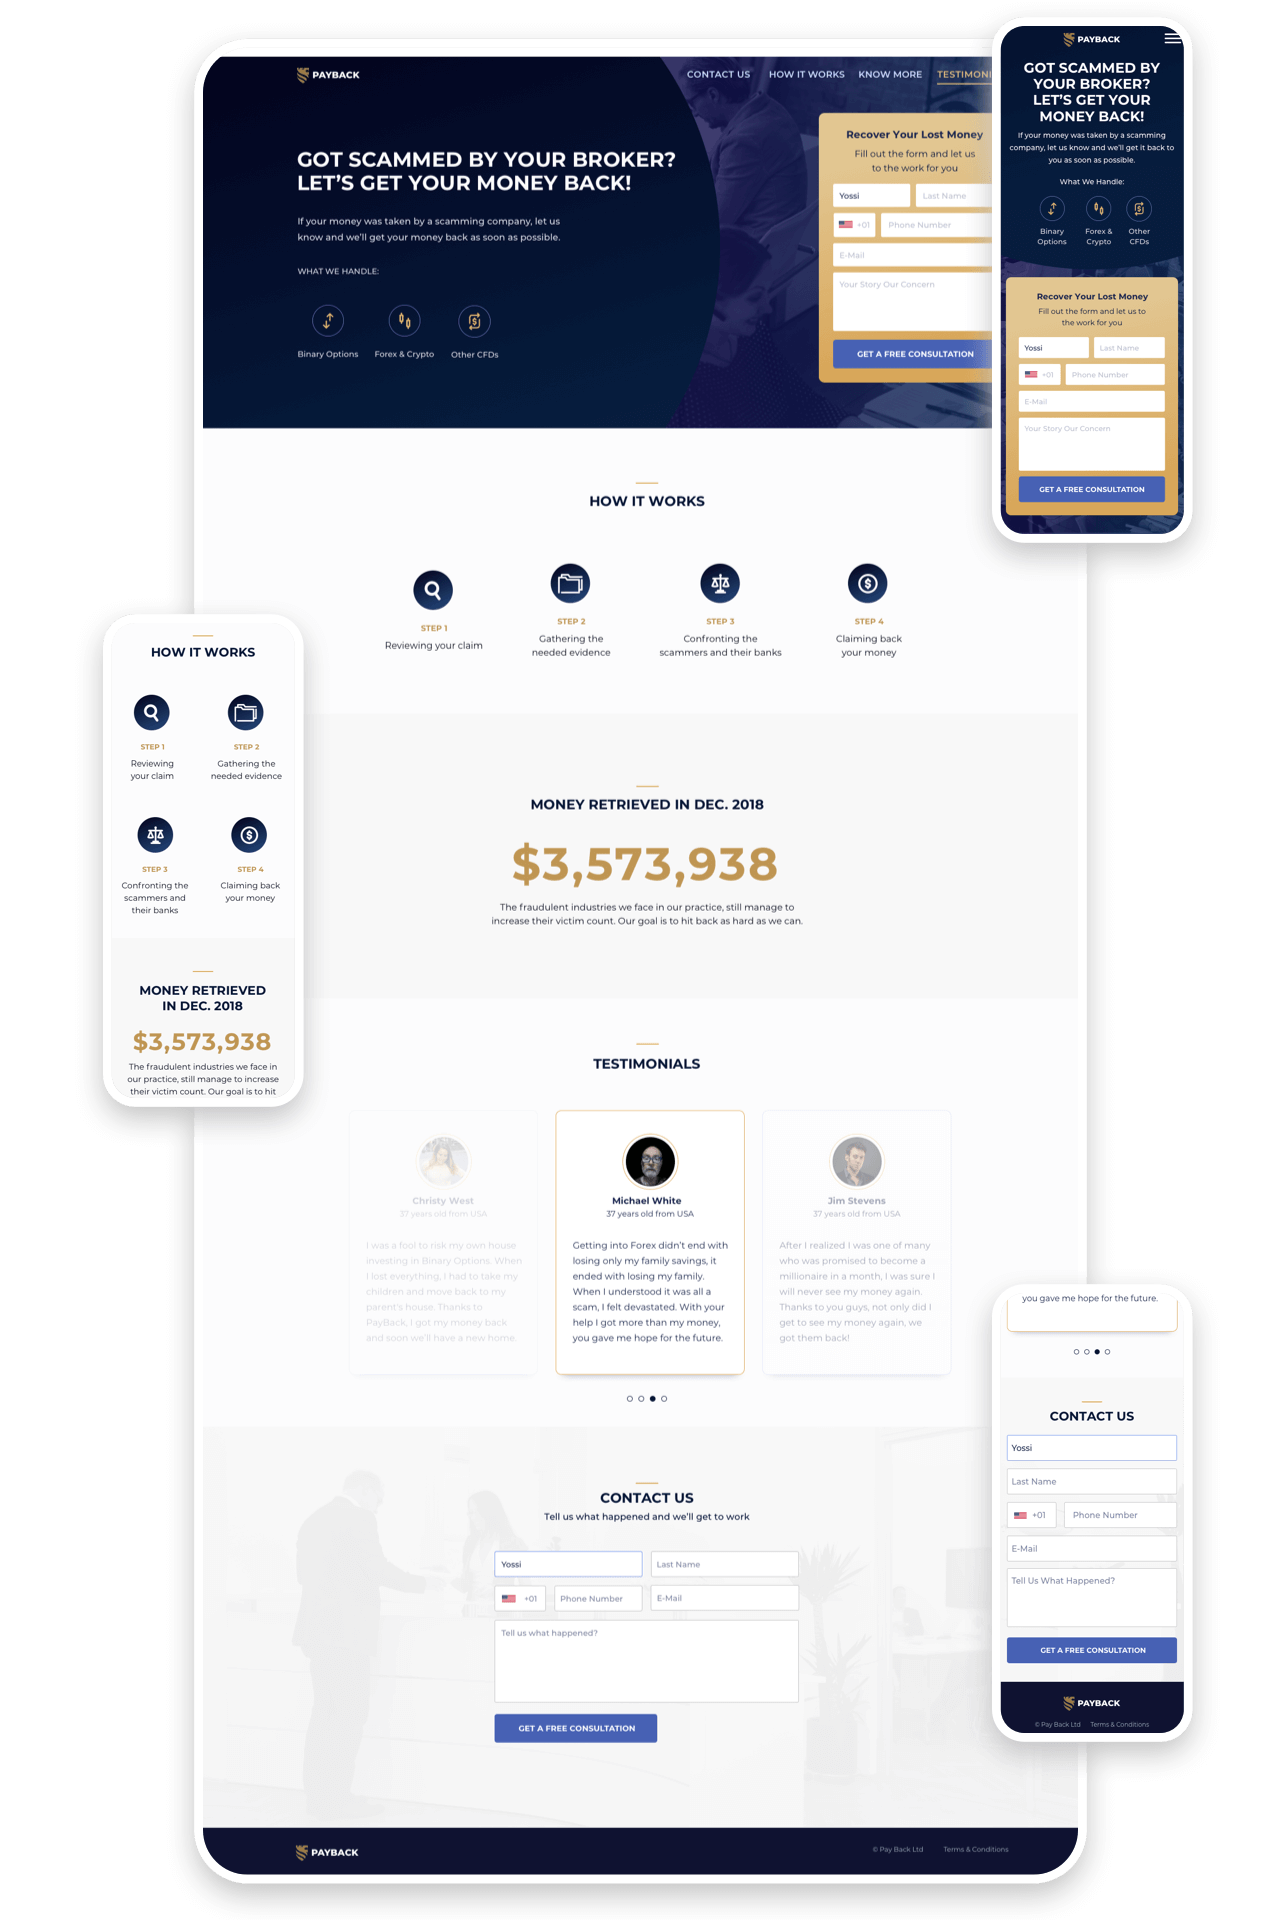 PAYBACK
CONTACT US
HOW IT WORKS
KNOW MORE
GOT SCAMMED BY YOUR BROKER?
LET'S GET YOUR MONEY BACK!
If your money was taken by a scamming company, let us
know and we'll get your money back as soon as possible.
WHAT WE HANDLE:
Binary Options
Forex & Crypto
Other CFDs
Recover Your Lost Money
Fill out the form and let us
to the work for you
Yossi
Last Name
+01
Phone Number
E-Mail
Your Story Our Concern
GET A FREE CONSULTATION
PAYBACK
GOT SCAMMED BY
YOUR BROKER?
LET'S GET YOUR
MONEY BACK!
If your money was taken by a scamming
company, let us know and we'll get it back to
you as soon as possible.
What We Handle:
Binary
Options
Forex &
Crypto
Other
CFDs
Recover Your Lost Money
Fill out the form and let us to
the work for you
Yossi
Last Name
+01
Phone Number
E-Mail
Your Story Our Concern
GET A FREE CONSULTATION
HOW IT WORKS
STEP 1
Reviewing your claim
STEP 2
Gathering the
needed evidence
STEP 3
Confronting the
scammers and their banks
STEP 4
Claiming back
your money
HOW IT WORKS
STEP 1
Reviewing
your claim
STEP 2
Gathering the
needed evidence
STEP 3
Confronting the
scammers and
their banks
STEP 4
Claiming back
your money
MONEY RETRIEVED
IN DEC. 2018
$3,573,938
The fraudulent industries we face in
our practice, still manage to increase
their victim count. Our goal is to hit
MONEY RETRIEVED IN DEC. 2018
$3,573,938
The fraudulent industries we face in our practice, still manage to
increase their victim count. Our goal is to hit back as hard as we can.
TESTIMONIALS
Christy West
37 years old from USA
I was a fool to risk my own house
investing in Binary Options. When
I lost everything, I had to take my
children and move back to my
parent's house. Thanks to
PayBack, I got my money back
and soon we'll have a new home.
Michael White
37 years old from USA
Getting into Forex didn't end with
losing only my family savings, it
ended with losing my family.
When I understood it was all a
scam, I felt devastated. With your
help I got more than my money,
you gave me hope for the future.
Jim Stevens
37 years old from USA
After I realized I was one of many
who was promised to become a
millionaire in a month, I was sure I
will never see my money again.
Thanks to you guys, not only did I
get to see my money again, we
got them back!
CONTACT US
Tell us what happened and we'll get to work
Yossi
Last Name
+01
Phone Number
E-Mail
Tell us what happened?
GET A FREE CONSULTATION
PAYBACK
© Pay Back Ltd
Terms & Conditions
you gave me hope for the future.
CONTACT US
Yossi
Last Name
+01
Phone Number
E-Mail
Tell Us What Happened?
GET A FREE CONSULTATION
PAYBACK
© Pay Back Ltd
Terms & Conditions